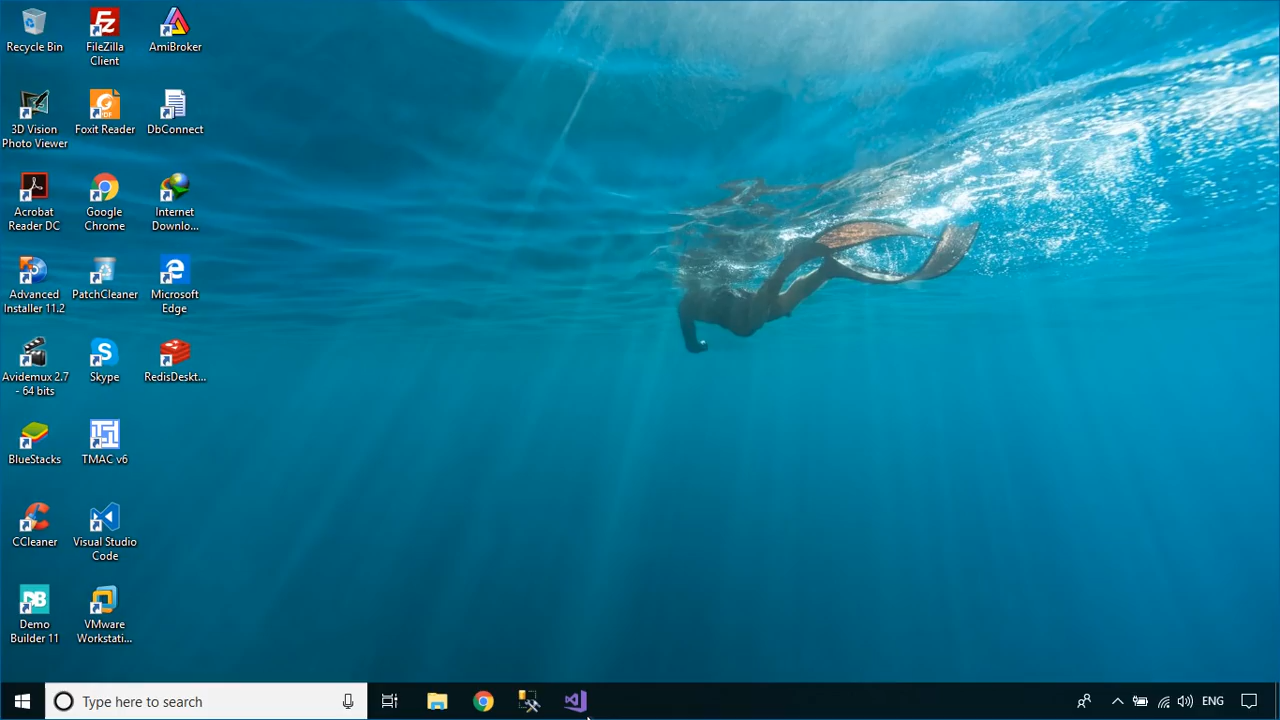 Recycle Bin
FileZilla
Client
AmiBroker
3D Vision
Photo Viewer
Foxit Reader
DbConnect
Acrobat
Reader DC
Google
Chrome
Internet
Downlo...
Advanced
Installer 11.2
PatchCleaner
Microsoft
Edge
Avidemux 2.7
- 64 bits
Skype
RedisDeskt...
BlueStacks
TMAC v6
CCleaner
Visual Studio
Code
Demo
Builder 11
VMware
Workstati...
Type here to search
ENG